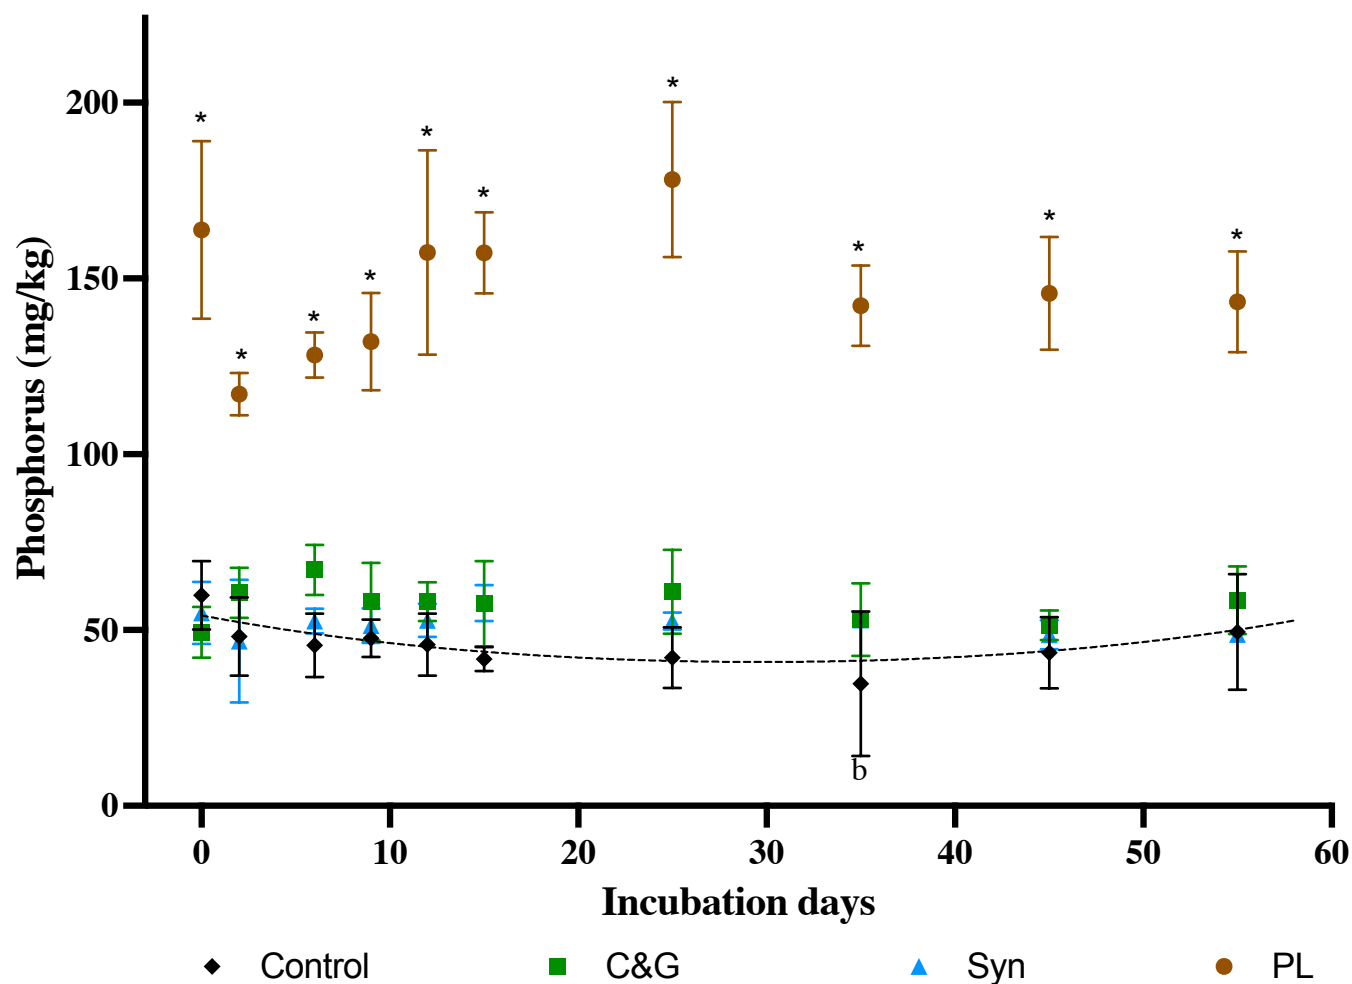 Phosphorus (mg/kg)
200
150
100
50
0
* * * * * * * * * *
b
0 10 20 30 40 50 60
Incubation days
Control C&G Syn PL